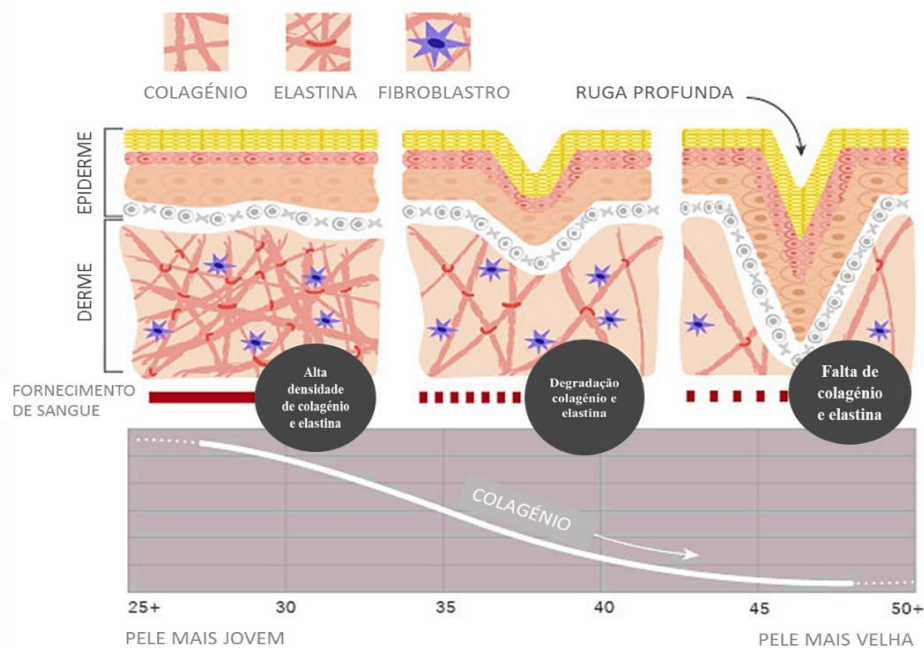 COLAGÉNIO
ELASTINA
FIBROBLASTRO
RUGA PROFUNDA
EPIDERME
DERME
FORNECIMENTO
DE SANGUE
Alta
densidade
de colagénio
e elastina
Degradação
colagénio e
elastina
Falta de
colagénio
e elastina
COLAGÉNIO
25+ 30 35 40 45 50+
PELE MAIS JOVEM
PELE MAIS VELHA